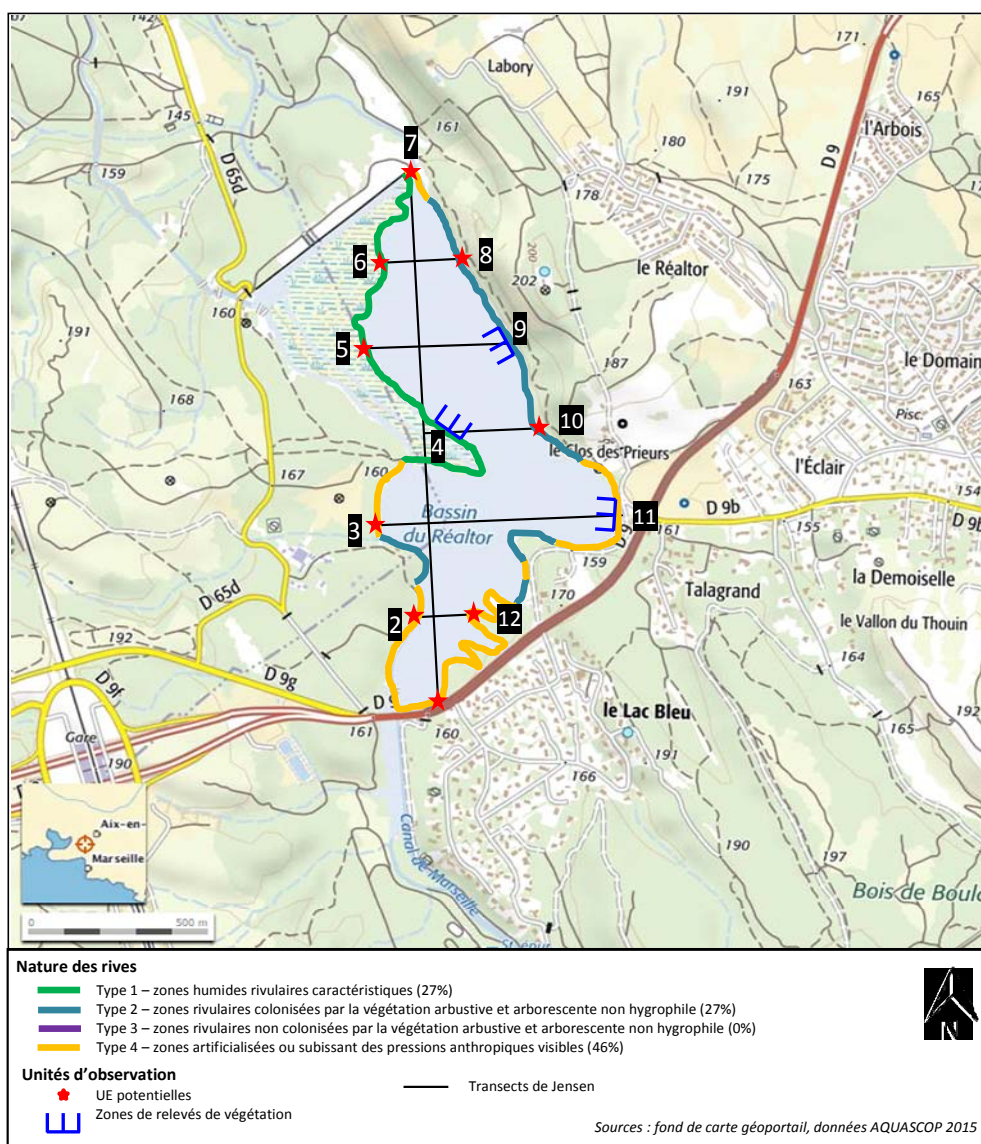 142
171
Labory
191
165
161
l'Arbois
145
D 65d
7
180
D 9
159
175
178
200
6
8
le Réaltor
202
160
9
191
5
187
le Domain
163
168
Pisc.
10
4
le Clos des Prieurs
160
l'Éclair
167
154
Bassin
du Réaltor
3
11
D 9b
D 9b
D 9
161
155
159
la Demoiselle
D 65d
170
Talagrand
2
12
le Vallon du Thouin
192
164
D 9g
D 9f
D 9
le Lac Bleu
192
161
160
165
Gare
191
190
166
Aix-en-
Marseille
Canal de Marseille
190
197
Bois de Boulo
0
500 m
St-Épur
Nature des rives
Type 1 – zones humides rivulaires caractéristiques (27%)
Type 2 – zones rivulaires colonisées par la végétation arbustive et arborescente non hygrophile (27%)
Type 3 – zones rivulaires non colonisées par la végétation arbustive et arborescente non hygrophile (0%)
Type 4 – zones artificialisées ou subissant des pressions anthropiques visibles (46%)
N
Unités d'observation
UE potentielles
Transects de Jensen
Zones de relevés de végétation
Sources : fond de carte géoportail, données AQUASCOP 2015